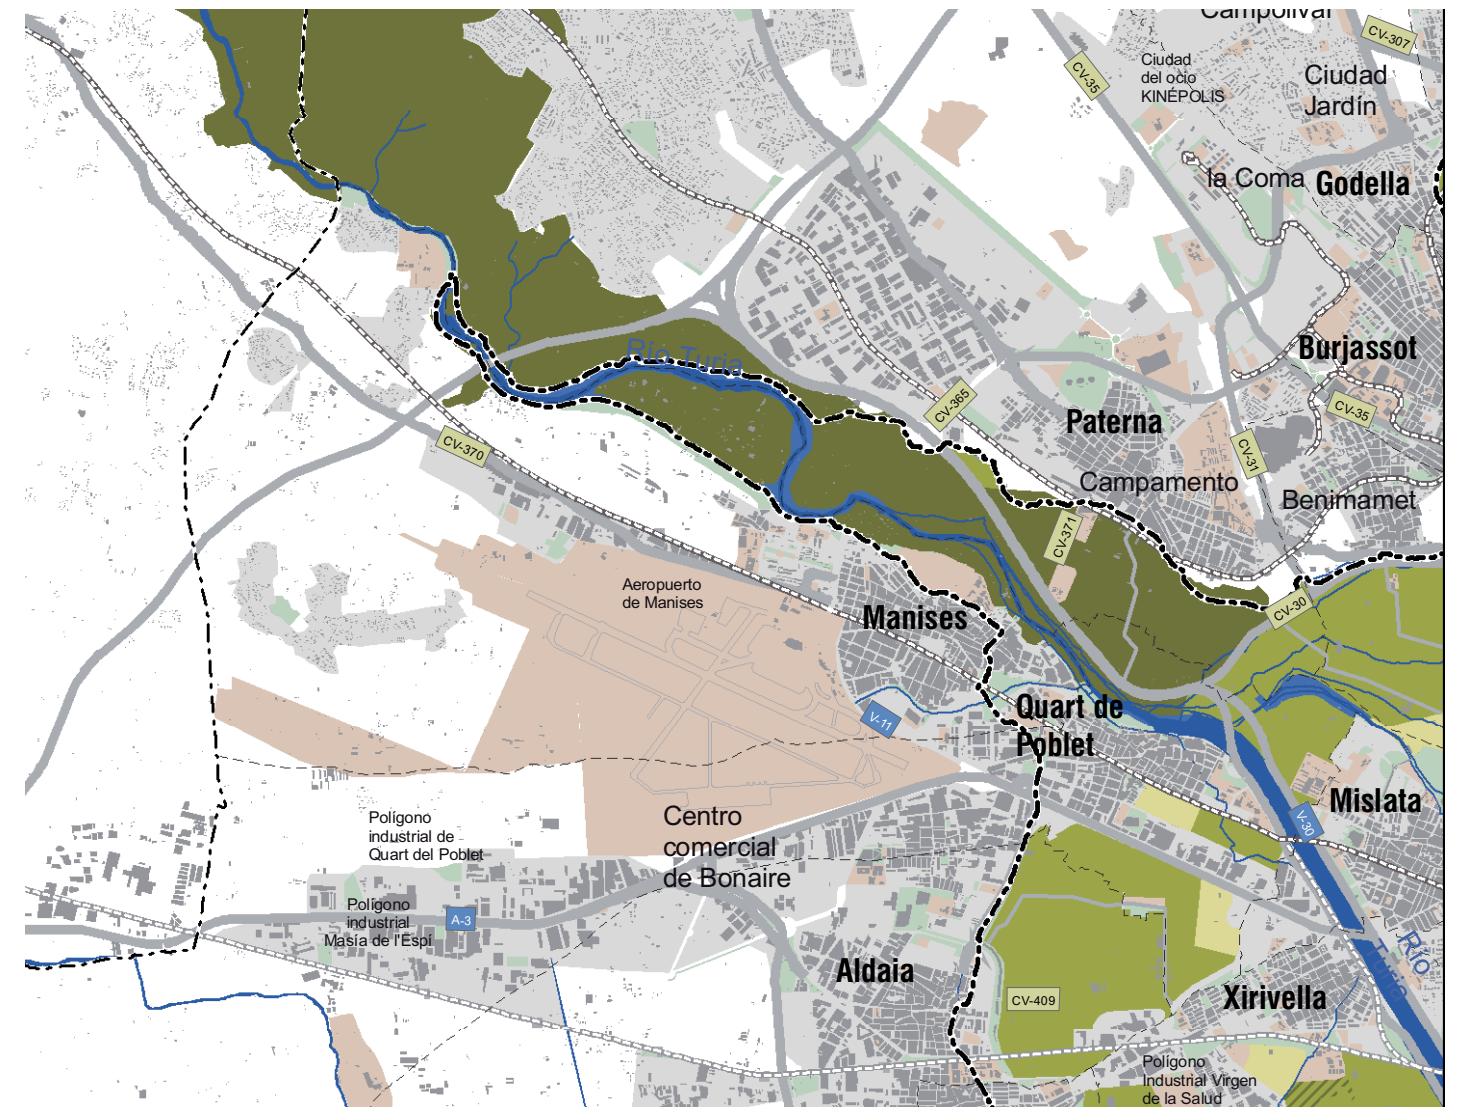 Campolivar
CV-307
Ciudad
del ocio
KINÉPOLIS
CV-35
Ciudad
Jardín
la Coma
Godella
Río Turia
Burjassot
CV-365
Paterna
CV-35
CV-370
CV-31
Campamento
Benimamet
CV-371
Aeropuerto
de Manises
Manises
CV-30
V-11
Quart de
Poblet
Mislata
V-30
Polígono
industrial de
Quart del Poblet
Centro
comercial
de Bonaire
Polígono
industrial
Masía de l'Espí
A-3
Río
Turia
Aldaia
CV-409
Xirivella
Polígono
Industrial Virgen
de la Salud